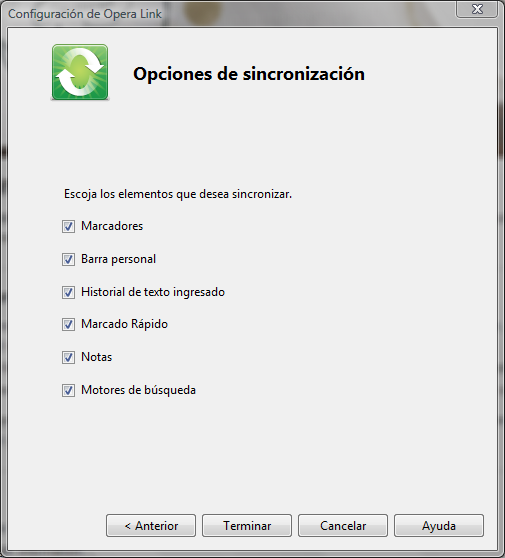 Configuración de Opera Link
Opciones de sincronización
Escoja los elementos que desea sincronizar.
Marcadores
Barra personal
Historial de texto ingresado
Marcado Rápido
Notas
Motores de búsqueda
< Anterior
Terminar
Cancelar
Ayuda